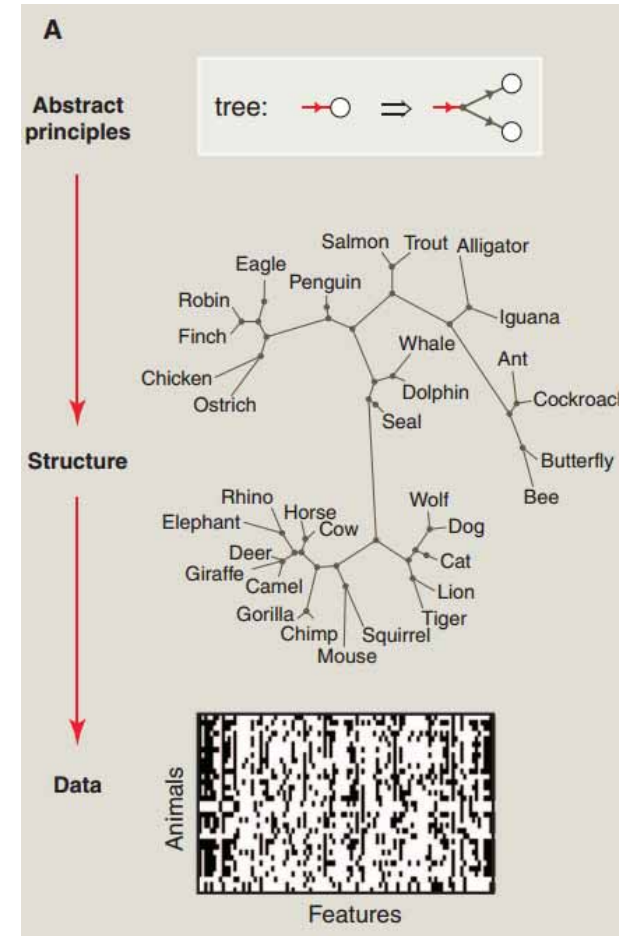 A
Abstract
principles
tree:
Salmon Trout Alligator
Eagle
Penguin
Robin
Iguana
Finch
Whale
Ant
Chicken
Dolphin
Cockroacl
Ostrich
Seal
Structure
Butterfly
Bee
Rhino
Wolf
Elephant
Horse
Dog
Cow
Deer
Cat
Giraffe
Camel
Lion
Gorilla
Tiger
Chimp
Squirrel
Mouse
Data
Animals
Features